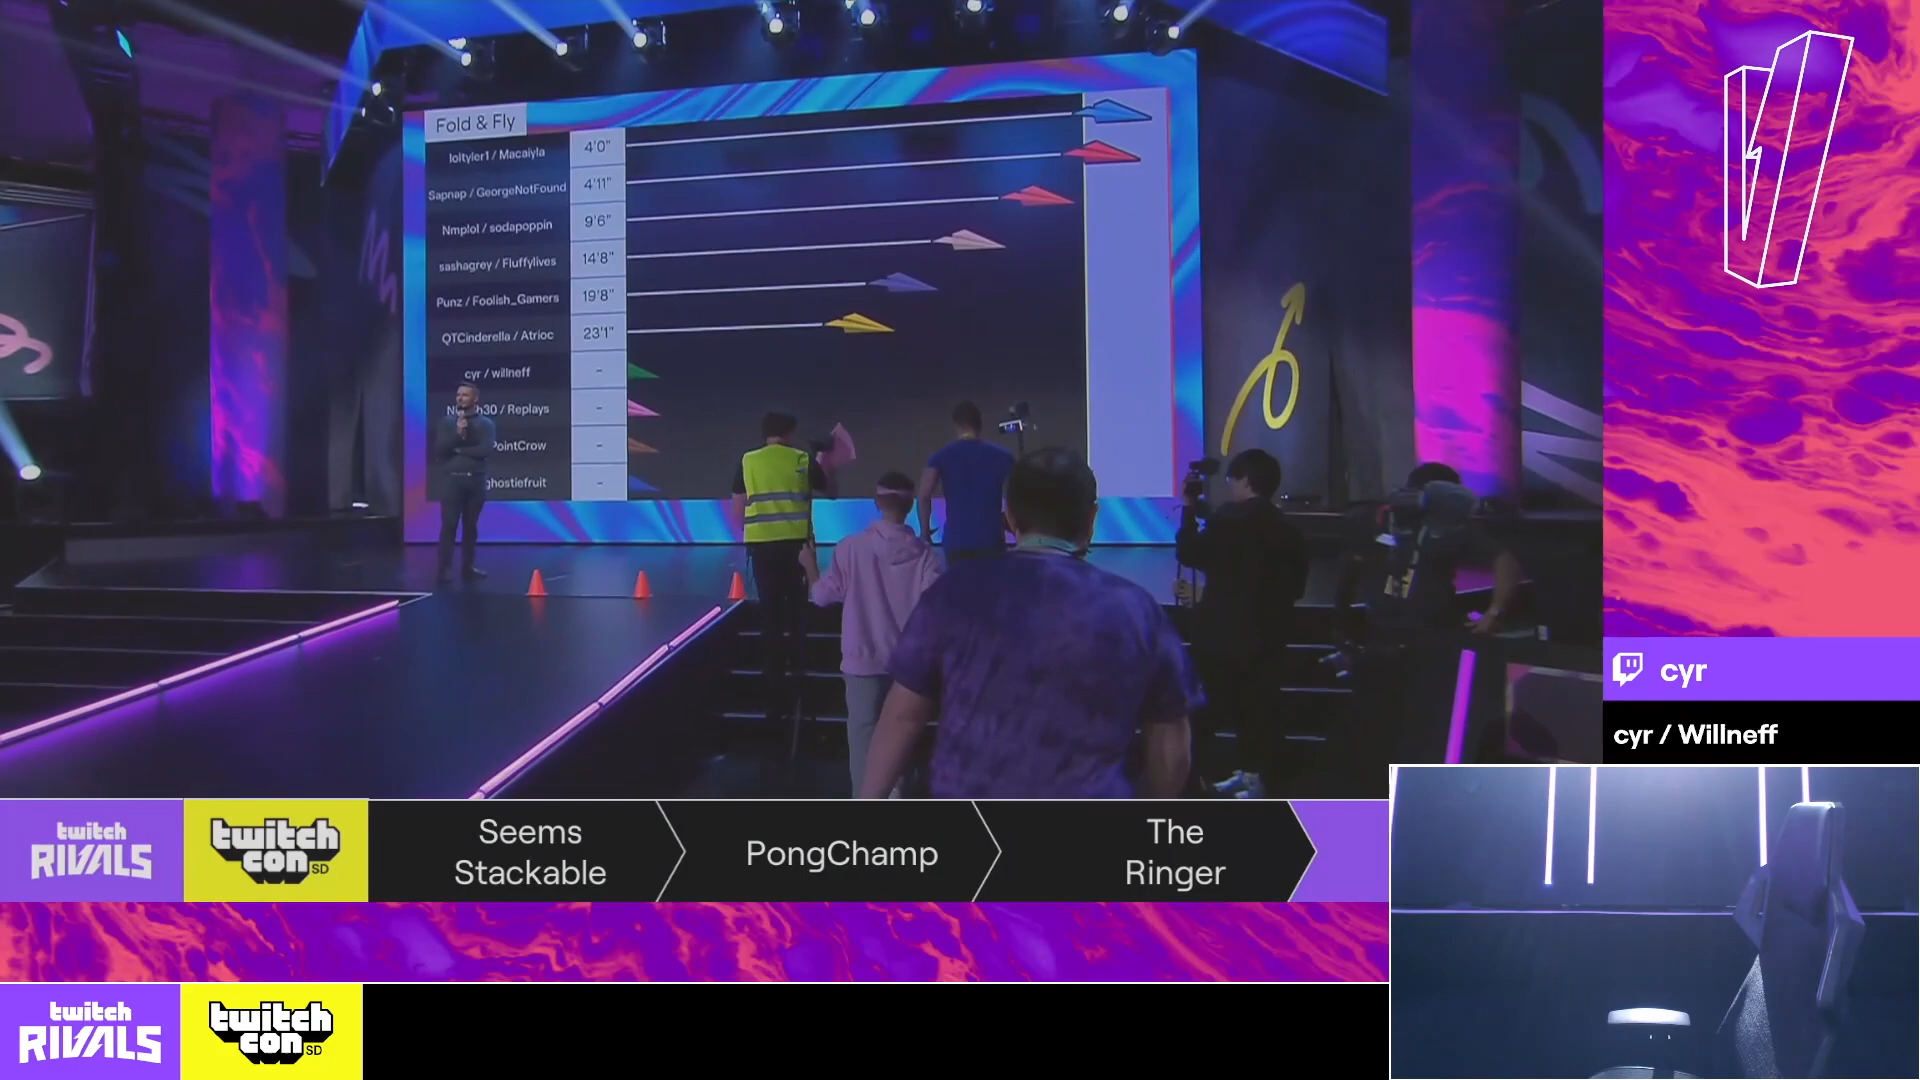 Fold & Fly
loltyler1 / Macaiyla 4'0"
Sapnap / GeorgeNotFound 4'11"
Nmplol / sodapoppin 9'6"
sashagrey / Fluffylives 14'8"
Punz / Foolish_Gamers 19'8"
QTCinderella / Atrioc 23'1"
cyr / willneff -
h30 / Replays -
PointCrow -
ghostiefruit -
cyr
cyr / Willneff
twitch
RIVALS
twitch
con SD
Seems
Stackable
PongChamp
The
Ringer
twitch
RIVALS
twitch
con SD